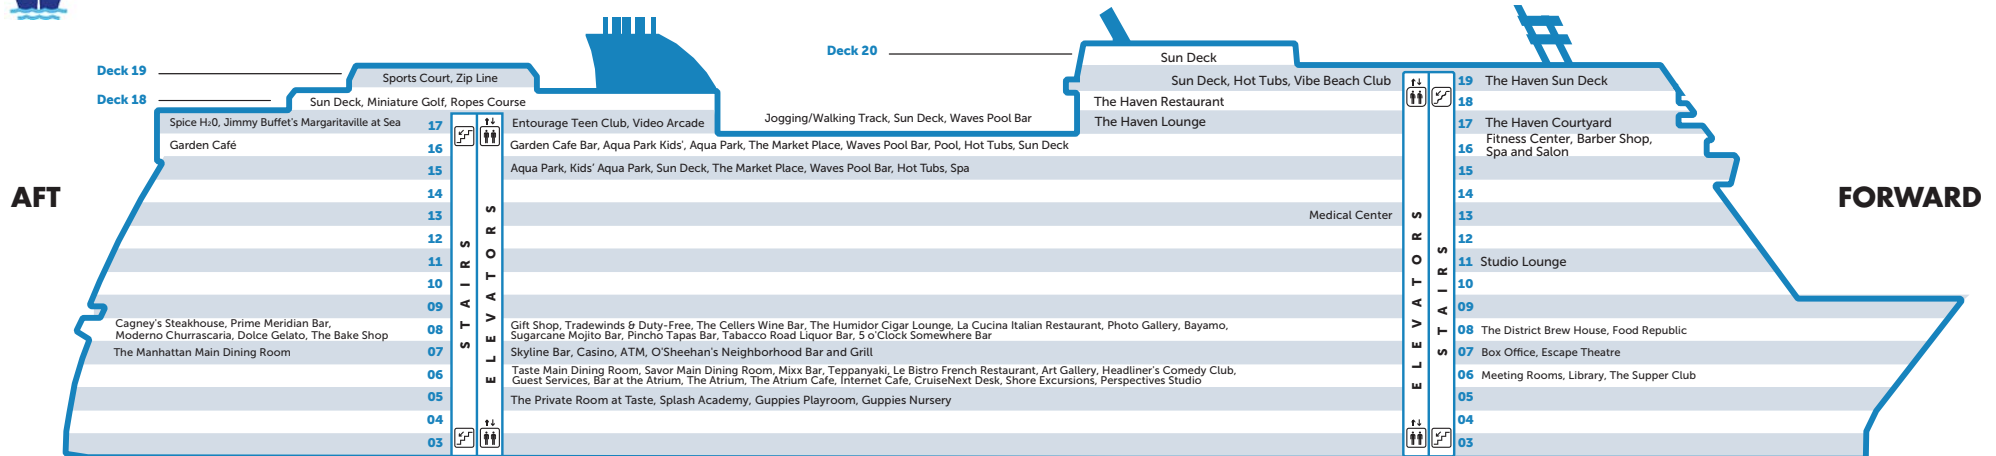 Deck 20
Sun Deck
Deck 19
Sports Court, Zip Line
Sun Deck, Hot Tubs, Vibe Beach Club
19
The Haven Sun Deck
Deck 18
Sun Deck, Miniature Golf, Ropes Course
The Haven Restaurant
18
Spice H20, Jimmy Buffet's Margaritaville at Sea
17
Entourage Teen Club, Video Arcade
Jogging/Walking Track, Sun Deck, Waves Pool Bar
The Haven Lounge
17
The Haven Courtyard
Garden Café
16
Garden Cafe Bar, Aqua Park Kids', Aqua Park, The Market Place, Waves Pool Bar, Pool, Hot Tubs, Sun Deck
16
Fitness Center, Barber Shop,
Spa and Salon
15
Aqua Park, Kids' Aqua Park, Sun Deck, The Market Place, Waves Pool Bar, Hot Tubs, Spa
15
AFT
14
14
FORWARD
13
Medical Center
13
12
12
11
11
Studio Lounge
10
10
09
09
STAIRS
ELEVATORS
ELEVATORS
STAIRS
Cagney's Steakhouse, Prime Meridian Bar,
Moderno Churrascaria, Dolce Gelato, The Bake Shop
08
Gift Shop, Tradewinds & Duty-Free, The Cellers Wine Bar, The Humidor Cigar Lounge, La Cucina Italian Restaurant, Photo Gallery, Bayamo,
Sugarcane Mojito Bar, Pincho Tapas Bar, Tabacco Road Liquor Bar, 5 o'Clock Somewhere Bar
08
The District Brew House, Food Republic
The Manhattan Main Dining Room
07
Skyline Bar, Casino, ATM, O'Sheehan's Neighborhood Bar and Grill
07
Box Office, Escape Theatre
06
Taste Main Dining Room, Savor Main Dining Room, Mixx Bar, Teppanyaki, Le Bistro French Restaurant, Art Gallery, Headliner's Comedy Club,
Guest Services, Bar at the Atrium, The Atrium, The Atrium Cafe, Internet Cafe, CruiseNext Desk, Shore Excursions, Perspectives Studio
06
Meeting Rooms, Library, The Supper Club
05
The Private Room at Taste, Splash Academy, Guppies Playroom, Guppies Nursery
05
04
04
03
03